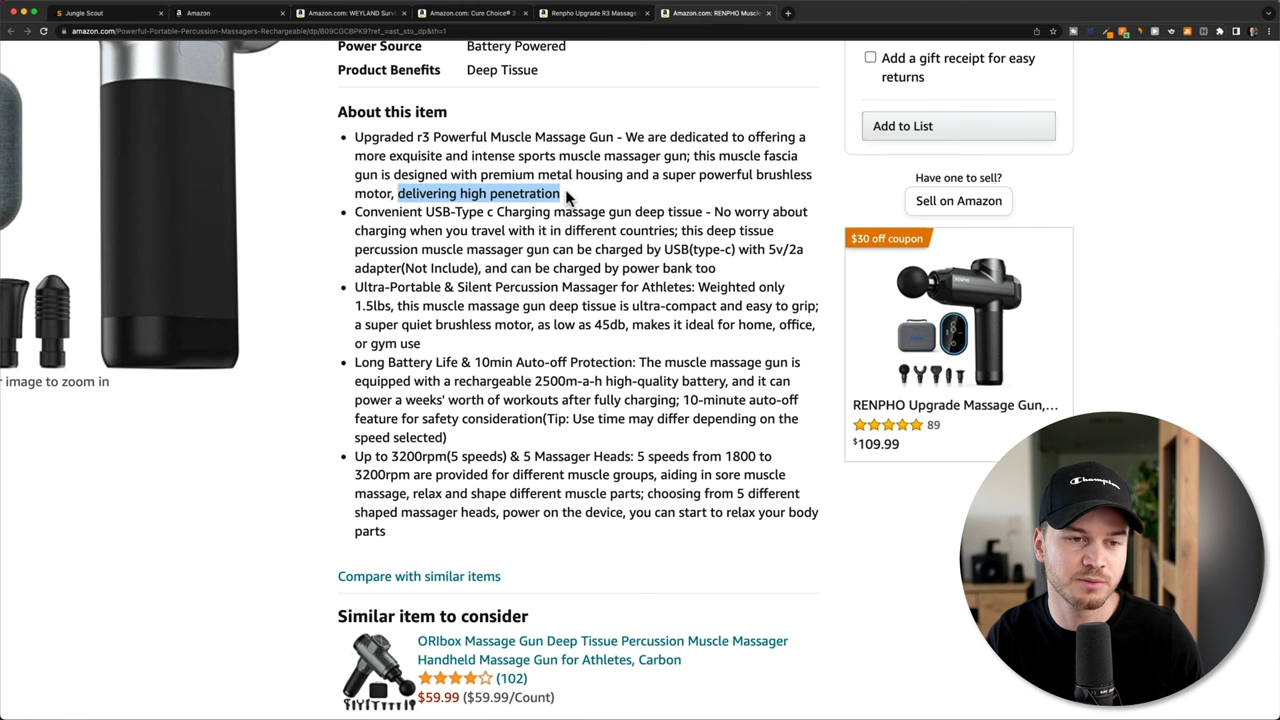 Jungle Scout
Amazon
Amazon.com: WEYLAND Surv
Amazon.com: Cure Choice® 3
Renpho Upgrade R3 Massage
Amazon.com: RENPHO Muscl
amazon.com/Powerful-Portable-Percussion-Massagers-Rechargeable/dp/B09CGCBPK9?ref_=ast_sto_dp&th=1
Power Source Battery Powered
Product Benefits Deep Tissue
About this item
• Upgraded r3 Powerful Muscle Massage Gun - We are dedicated to offering a
more exquisite and intense sports muscle massager gun; this muscle fascia
gun is designed with premium metal housing and a super powerful brushless
motor, delivering high penetration
• Convenient USB-Type c Charging massage gun deep tissue - No worry about
charging when you travel with it in different countries; this deep tissue
percussion muscle massager gun can be charged by USB(type-c) with 5v/2a
adapter(Not Include), and can be charged by power bank too
• Ultra-Portable & Silent Percussion Massager for Athletes: Weighted only
1.5lbs, this muscle massage gun deep tissue is ultra-compact and easy to grip;
a super quiet brushless motor, as low as 45db, makes it ideal for home, office,
or gym use
• Long Battery Life & 10min Auto-off Protection: The muscle massage gun is
equipped with a rechargeable 2500m-a-h high-quality battery, and it can
power a weeks' worth of workouts after fully charging; 10-minute auto-off
feature for safety consideration(Tip: Use time may differ depending on the
speed selected)
• Up to 3200rpm(5 speeds) & 5 Massager Heads: 5 speeds from 1800 to
3200rpm are provided for different muscle groups, aiding in sore muscle
massage, relax and shape different muscle parts; choosing from 5 different
shaped massager heads, power on the device, you can start to relax your body
parts
Compare with similar items
Similar item to consider
ORIbox Massage Gun Deep Tissue Percussion Muscle Massager
Handheld Massage Gun for Athletes, Carbon
(102)
$59.99 ($59.99/Count)
image to zoom in
Add a gift receipt for easy
returns
Add to List
Have one to sell?
Sell on Amazon
$30 off coupon
RENPHO Upgrade Massage Gun,...
89
$109.99
Champion